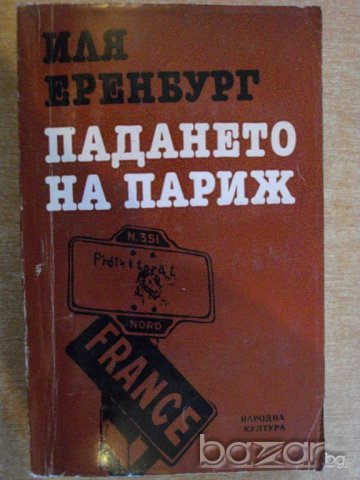 ИЛЯ
ЕРЕНБУРГ
ПАДАНЕТО
НА ПАРИЖ
N.351
Protektorat
NORD
FRANCE
НАРОДНА
КУЛТУРА
bazar.bg